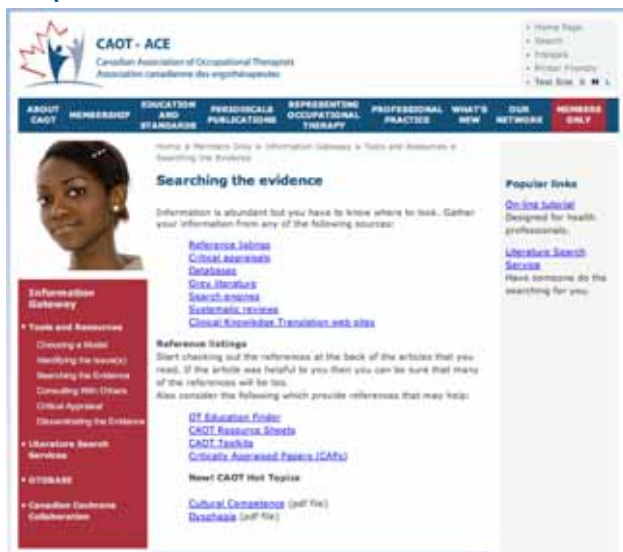 CAOT - ACE
Canadian Association of Occupational Therapists
Association canadienne des ergothérapeutes
• Home Page
• Search
• Français
• Printer Friendly
• Text Size S M L
ABOUT CAOT
MEMBERSHIP
EDUCATION AND STANDARDS
PERIODICALS PUBLICATIONS
REPRESENTING OCCUPATIONAL THERAPY
PROFESSIONAL PRACTICE
WHAT'S NEW
OUR NETWORK
MEMBERS ONLY
Home » Members Only » Information Gateway » Tools and Resources »
Searching the Evidence
Searching the evidence
Information is abundant but you have to know where to look. Gather
your information from any of the following sources:
Reference listings
Critical appraisals
Databases
Grey literature
Search engines
Systematic reviews
Clinical Knowledge Translation web sites
Reference listings
Start checking out the references at the back of the articles that you
read. If the article was helpful to you then you can be sure that many
of the references will be too.
Also consider the following which provide references that may help:
OT Education Finder
CAOT Resource Sheets
CAOT Toolkits
Critically Appraised Papers (CAPs)
New! CAOT Hot Topics
Cultural Competence (pdf file)
Dysphagia (pdf file)
Information
Gateway
• Tools and Resources
Choosing a Model
Identifying the Issue(s)
Searching the Evidence
Consulting With Others
Critical Appraisal
Disseminating the Evidence
• Literature Search
Services
• OTDBASE
• Canadian Cochrane
Collaboration
Popular links
On-line tutorial
Designed for health
professionals.
Literature Search
Service
Have someone do the
searching for you.